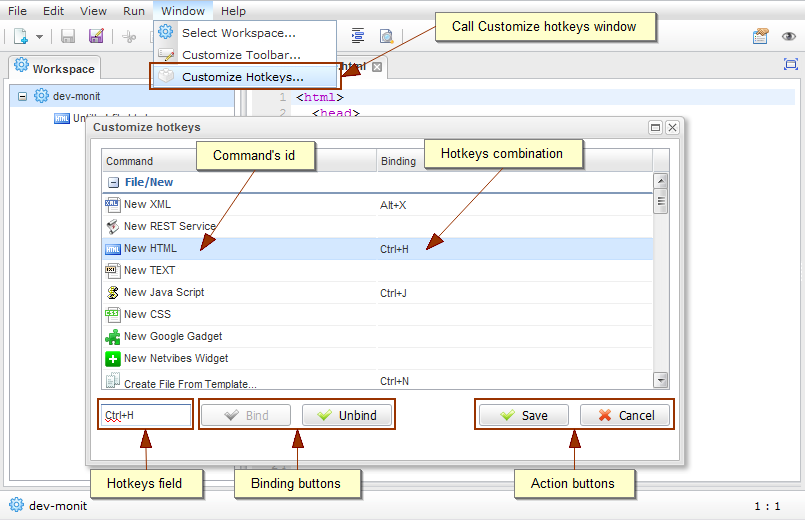 File Edit View Run Window Help
Call Customize hotkeys window
Select Workspace...
Customize Toolbar...
Customize Hotkeys...
Workspace
dev-monit
1 <html>
2 <head>
Customize hotkeys
Command Binding
Command's id
Hotkeys combination
File/New
New XML Alt+X
New REST Service
New HTML Ctrl+H
New TEXT
New Java Script Ctrl+J
New CSS
New Google Gadget
New Netvibes Widget
Create File From Template... Ctrl+N
Ctrl+H Bind Unbind Save Cancel
Hotkeys field
Binding buttons
Action buttons
dev-monit 1 : 1